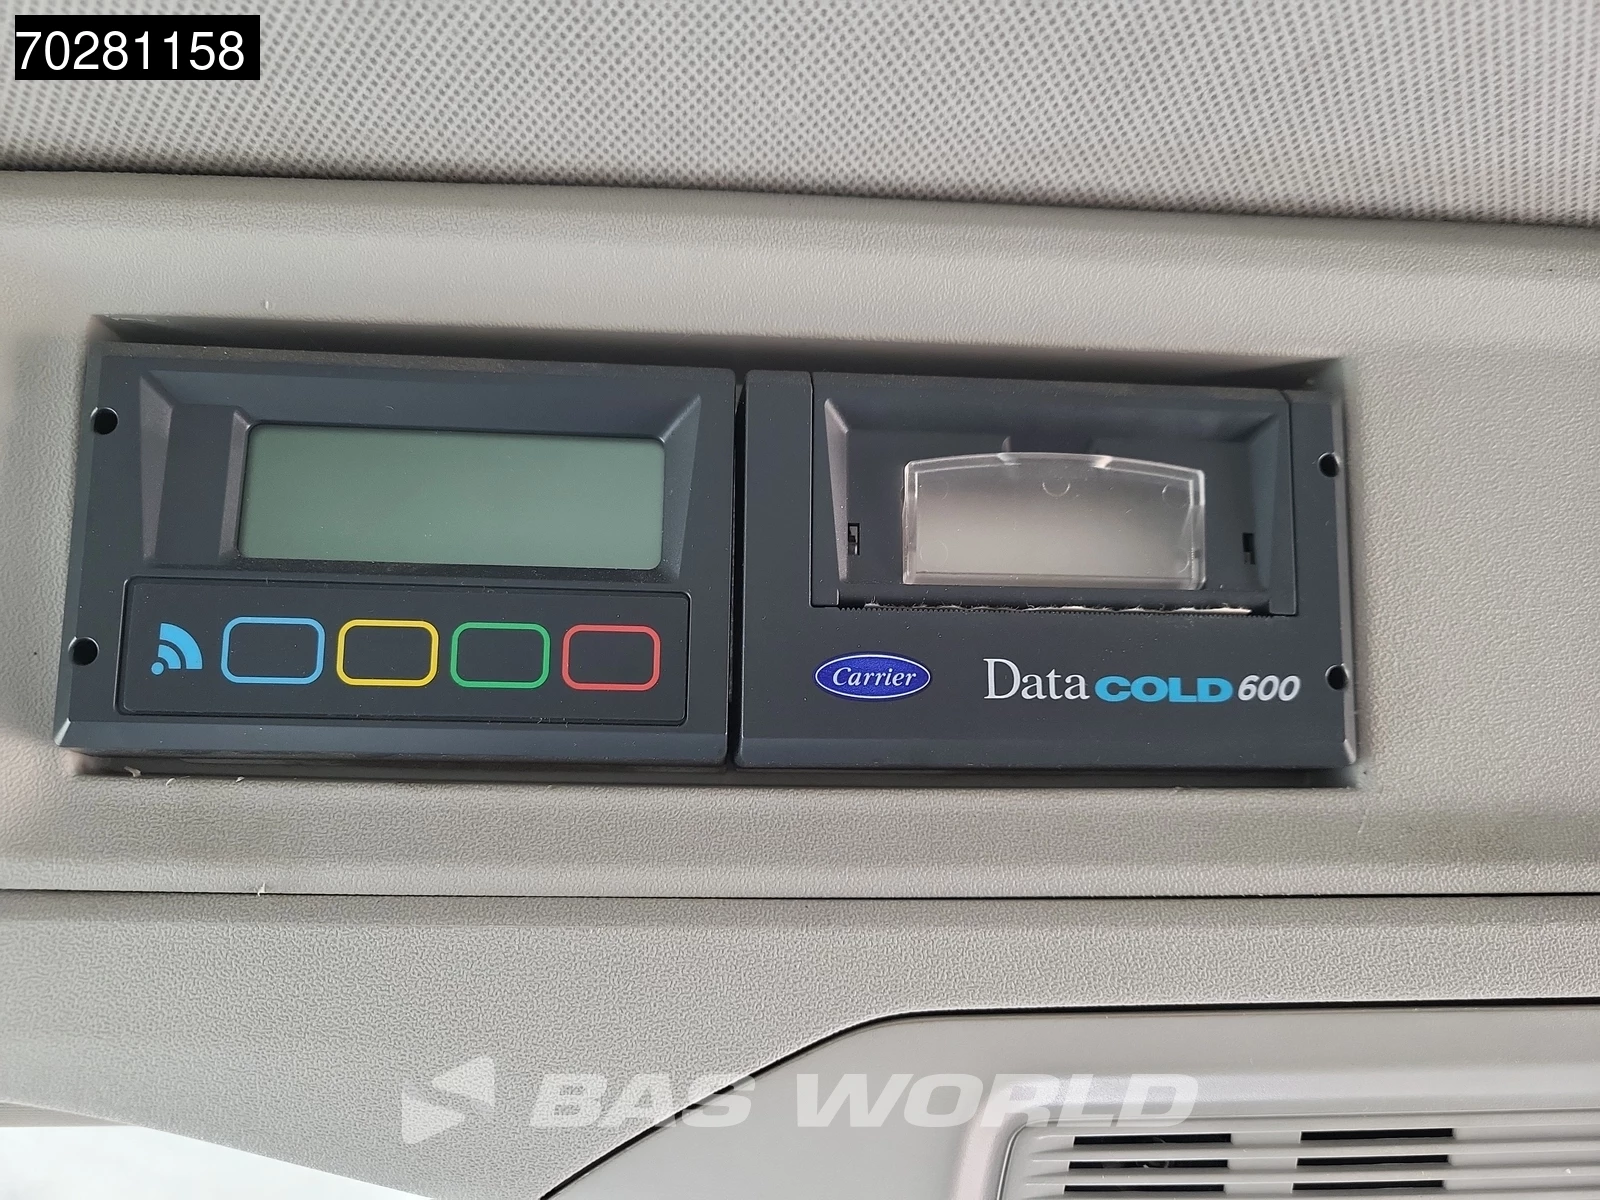 70281158
Carrier
Data COLD 600
BAS WORLD